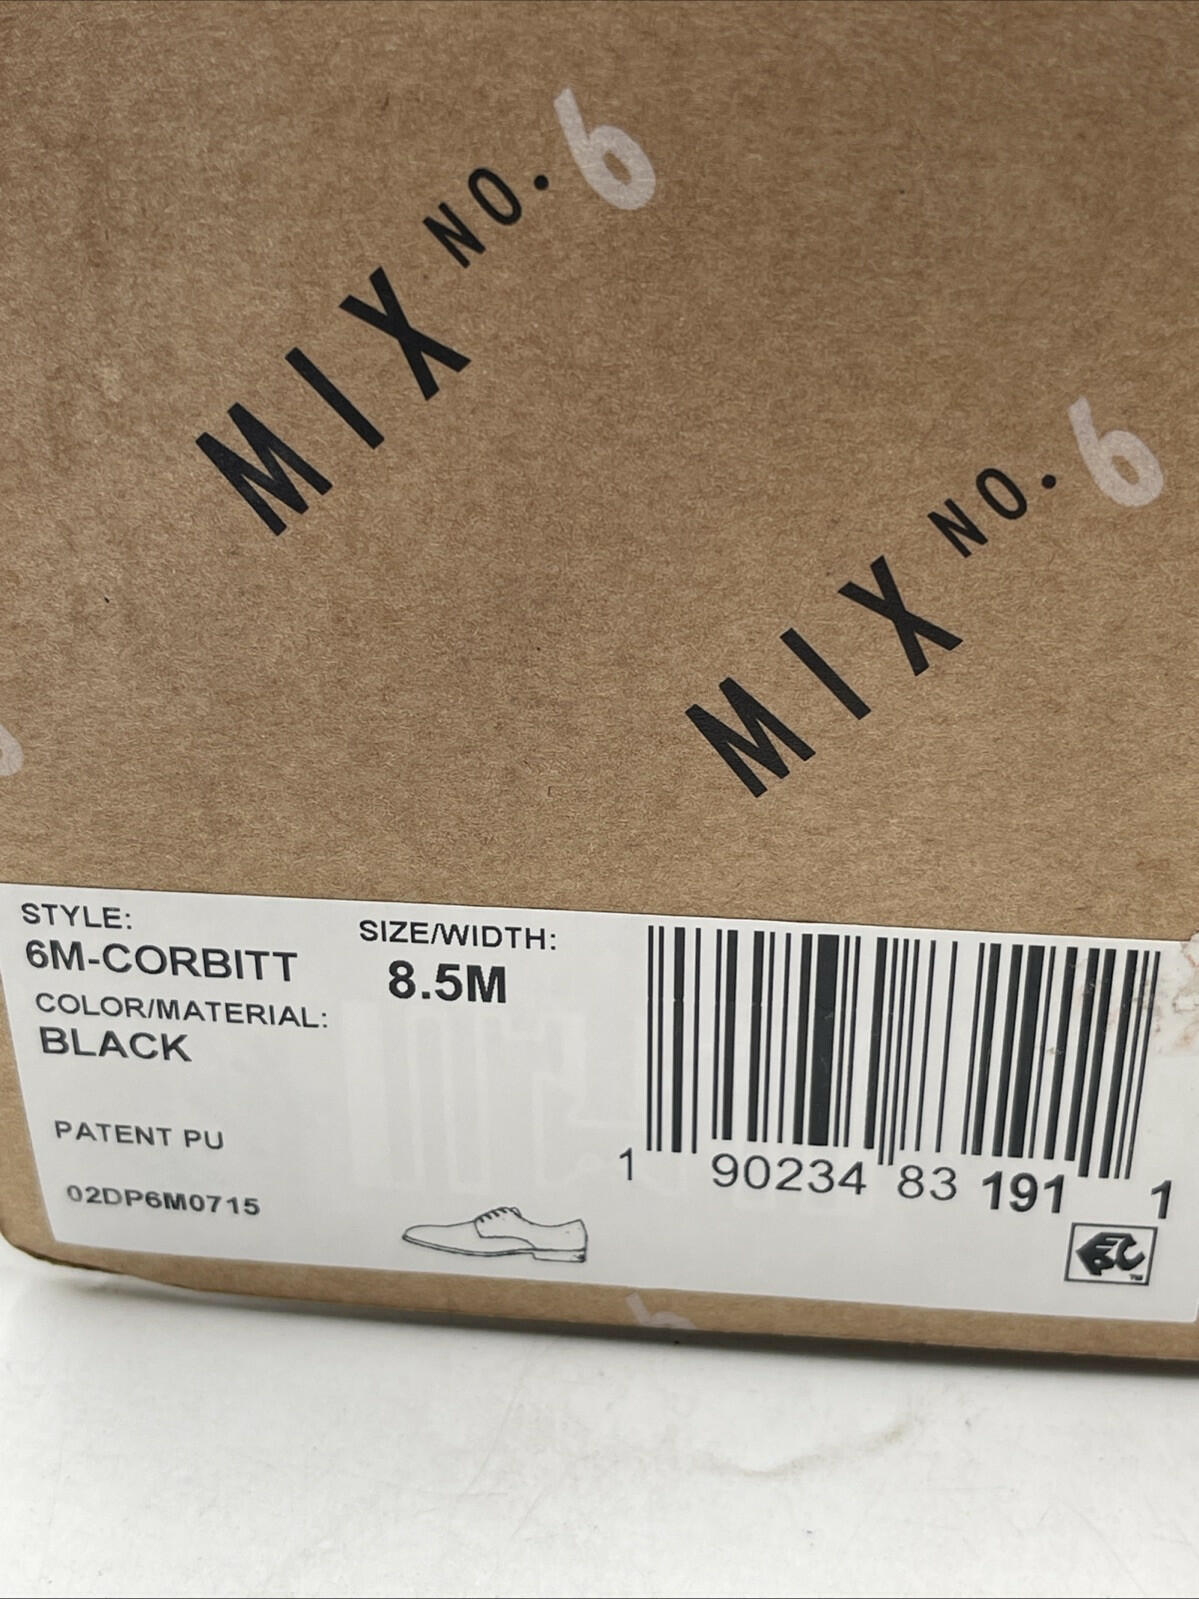 MIX NO. 6
MIX NO. 6
STYLE:
6M-CORBITT
SIZE/WIDTH:
8.5M
COLOR/MATERIAL:
BLACK
PATENT PU
02DP6M0715
1 90234 83 191 1